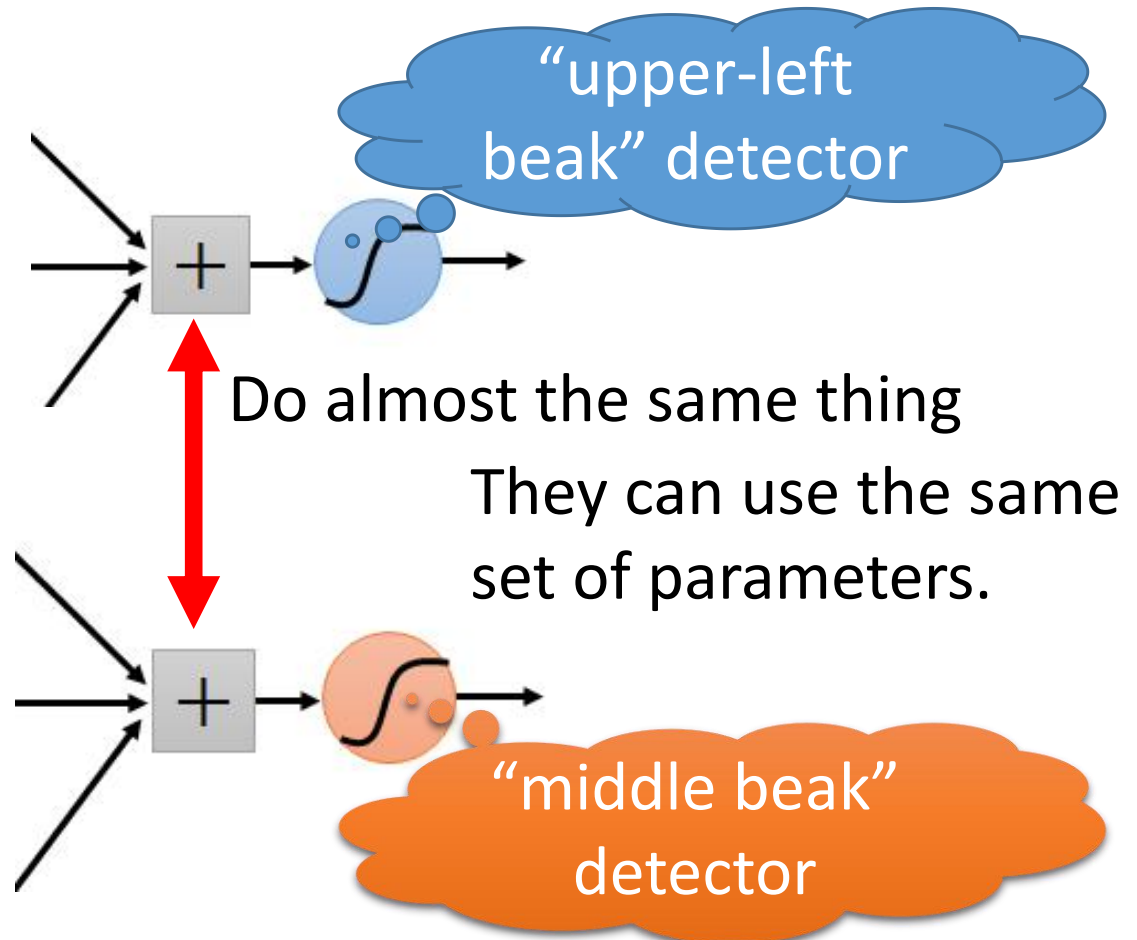 “upper-left
beak” detector
+
Do almost the same thing
They can use the same
set of parameters.
+
“middle beak”
detector